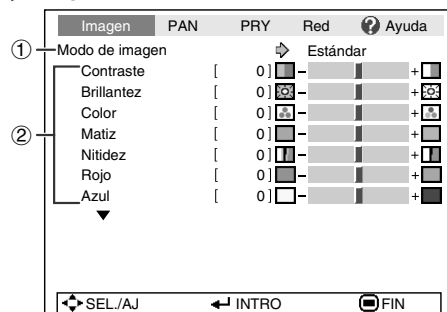 Imagen PAN PRY Red ? Ayuda
① Modo de imagen Estándar
② Contraste [ 0 ] – +
Brillantez [ 0 ] – +
Color [ 0 ] – +
Matiz [ 0 ] – +
Nitidez [ 0 ] – +
Rojo [ 0 ] – +
Azul [ 0 ] – +
SEL./AJ INTRO FIN